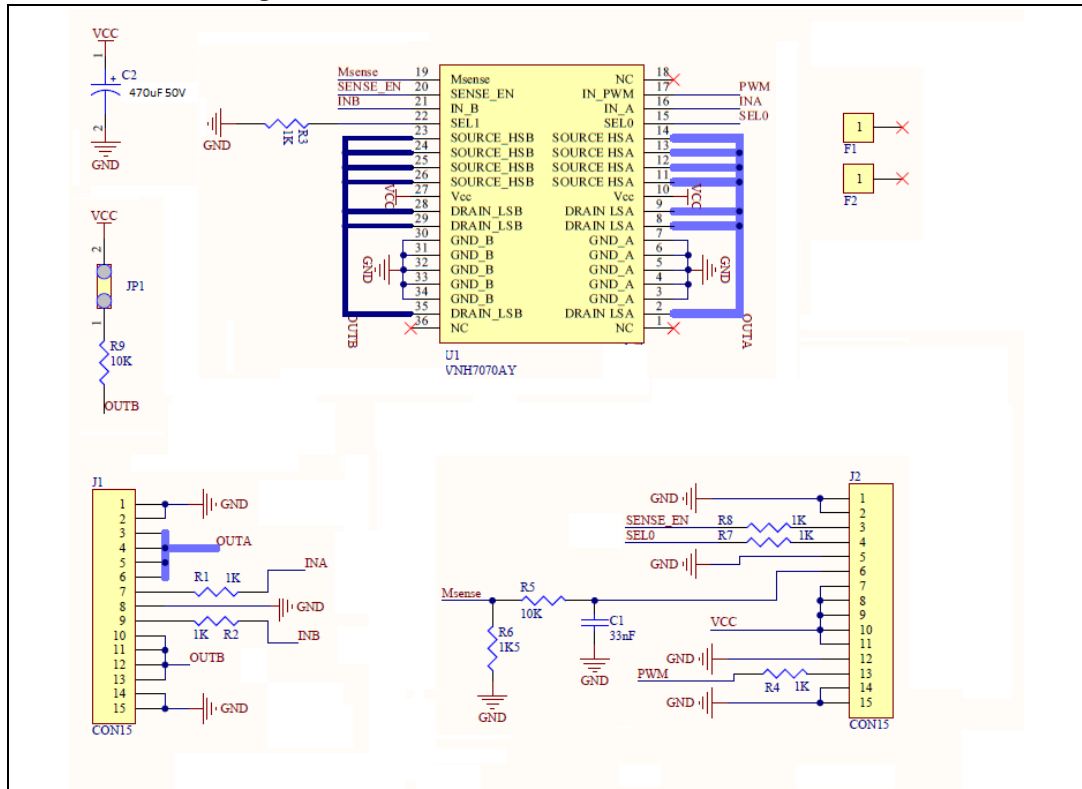 VCC
1
C2
470uF 50V
2
GND
VCC
2
JP1
1
R9
10K
OUTB
Msense 19 Msense NC 18
SENSE_EN 20 SENSE_EN IN_PWM 17 PWM
INB 21 IN_B IN_A 16 INA
22 SEL1 SEL0 15 SEL0
GND 1K R3
23 SOURCE_HSB SOURCE HSA 14
24 SOURCE_HSB SOURCE HSA 13
25 SOURCE_HSB SOURCE HSA 12
26 SOURCE_HSB SOURCE HSA 11
VCC 27 Vcc Vcc 10 VCC
28 DRAIN_LSB DRAIN LSA 9
29 DRAIN_LSB DRAIN LSA 8
30 GND_B GND_A 7
31 GND_B GND_A 6
GND 32 GND_B GND_A 5 GND
33 GND_B GND_A 4
34 GND_B GND_A 3
35 DRAIN_LSB DRAIN LSA 2
36 NC NC 1
OUTB OUTA
U1
VNH7070AY
1
F1
1
F2
J1
1
2
GND
3
4
OUTA
5
6
7
R1 1K
INA
8
GND
9
1K R2
INB
10
11
12
OUTB
13
14
15
GND
CON15
J2
GND
1
2
SENSE_EN R8 1K 3
SEL0 R7 1K 4
GND 5
6
Msense
R5
10K
R6
1K5
GND
C1
33nF
GND
7
8
9
VCC 10
11
GND 12
PWM R4 1K 13
GND 14
15
CON15